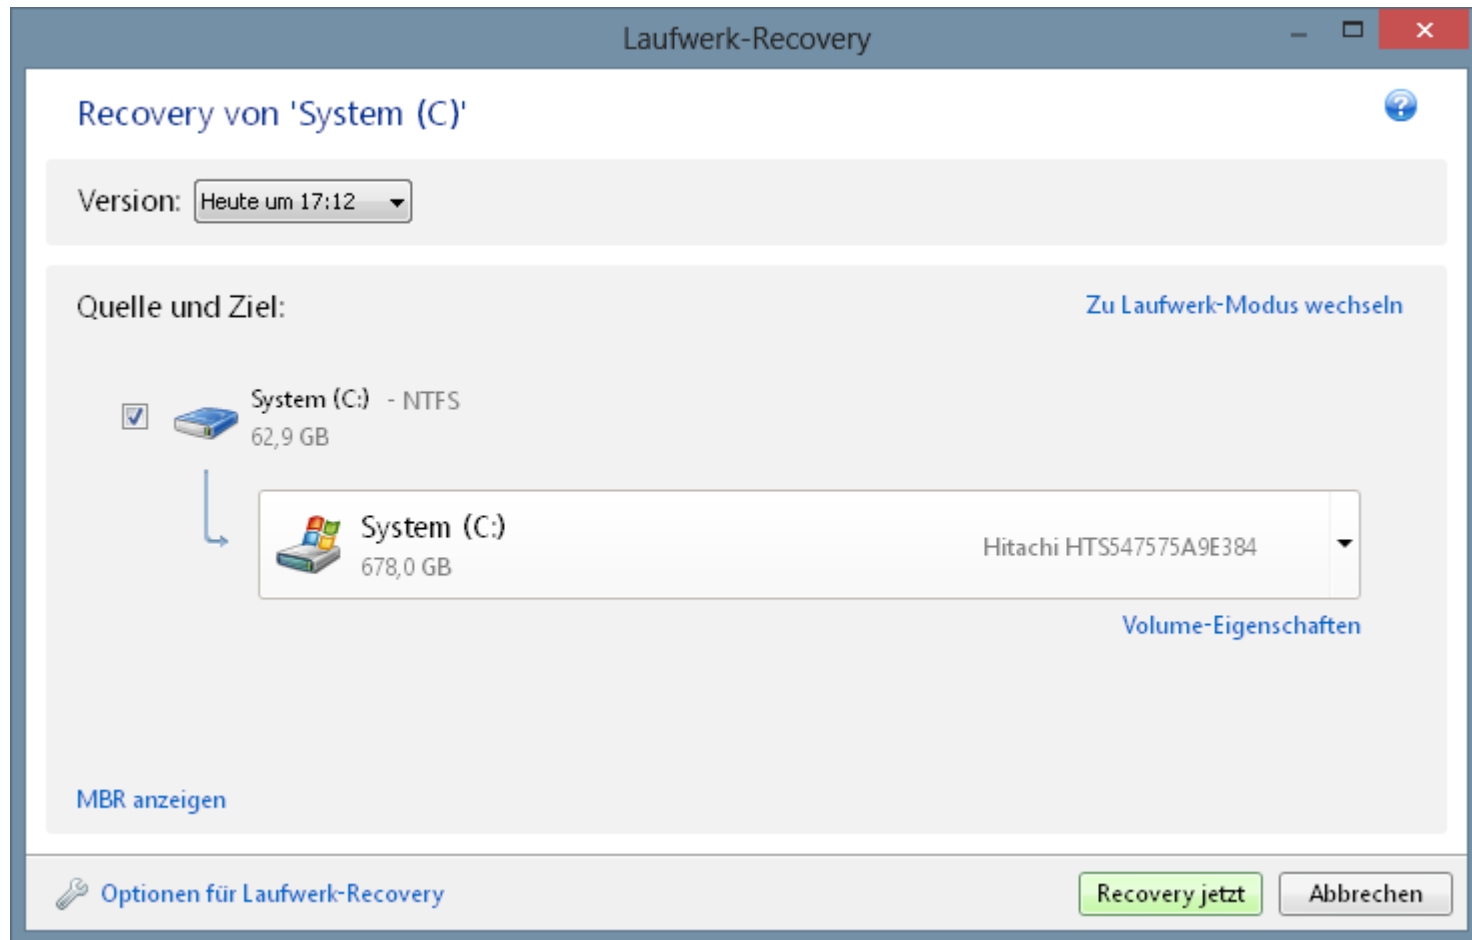 Laufwerk-Recovery
Recovery von 'System (C)'
Version: Heute um 17:12
Quelle und Ziel:
Zu Laufwerk-Modus wechseln
System (C:) - NTFS
62,9 GB
System (C:)
678,0 GB
Hitachi HTS547575A9E384
Volume-Eigenschaften
MBR anzeigen
Optionen für Laufwerk-Recovery
Recovery jetzt
Abbrechen